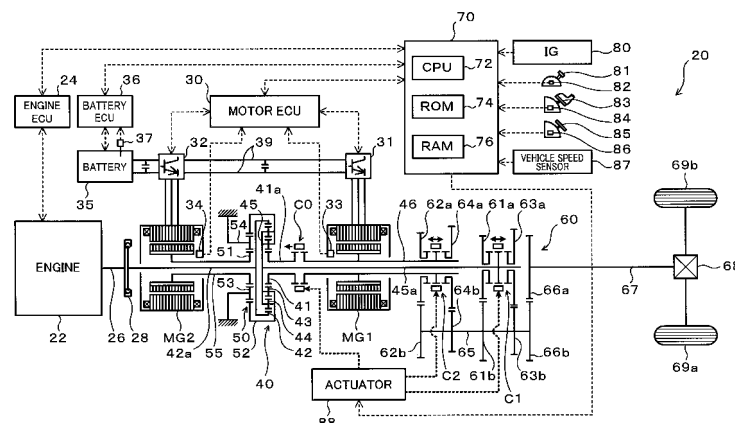 70
24
36
30
ENGINE ECU
BATTERY ECU
MOTOR ECU
CPU
72
ROM
74
RAM
76
IG
80
81
82
83
84
85
86
VEHICLE SPEED SENSOR
87
20
37
BATTERY
35
32
39
31
41a
34
45
C0
33
54
51
46
62a
64a
61a
63a
60
69b
ENGINE
22
26
28
MG2
42a
55
53
50
52
41
43
44
42
40
MG1
45a
62b
64b
65
C2
61b
C1
63b
66a
66b
67
68
69a
ACTUATOR
88